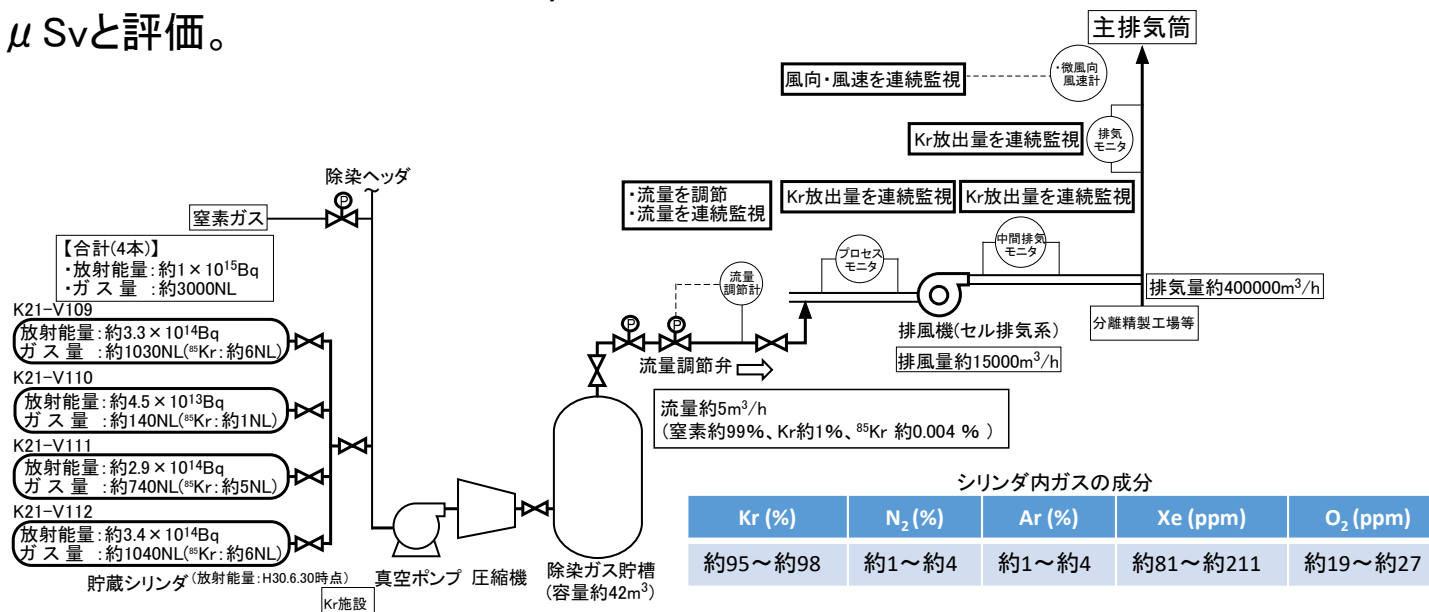 μSvと評価。
主排気筒
風向・風速を連続監視
・微風向
風速計
Kr放出量を連続監視
排気
モニタ
除染ヘッダ
P
窒素ガス
・流量を調節
・流量を連続監視
Kr放出量を連続監視
Kr放出量を連続監視
【合計(4本)】
・放射能量:約1×10¹⁵Bq
・ガス量 :約3000NL
プロセス
モニタ
中間排気
モニタ
流量
調節計
排気量約400000m³/h
分離精製工場等
排風機(セル排気系)
排風量約15000m³/h
K21-V109
放射能量:約3.3×10¹⁴Bq
ガス量 :約1030NL(⁸⁵Kr:約6NL)
P
P
流量調節弁
K21-V110
放射能量:約4.5×10¹³Bq
ガス量 :約140NL(⁸⁵Kr:約1NL)
流量約5m³/h
(窒素約99%、Kr約1%、⁸⁵Kr 約0.004 % )
K21-V111
放射能量:約2.9×10¹⁴Bq
ガス量 :約740NL(⁸⁵Kr:約5NL)
K21-V112
放射能量:約3.4×10¹⁴Bq
ガス量 :約1040NL(⁸⁵Kr:約6NL)
貯蔵シリンダ(放射能量:H30.6.30時点)
Kr施設
真空ポンプ 圧縮機
除染ガス貯槽
(容量約42m³)
シリンダ内ガスの成分
Kr (%) N₂ (%) Ar (%) Xe (ppm) O₂ (ppm)
約95～約98 約1～約4 約1～約4 約81～約211 約19～約27